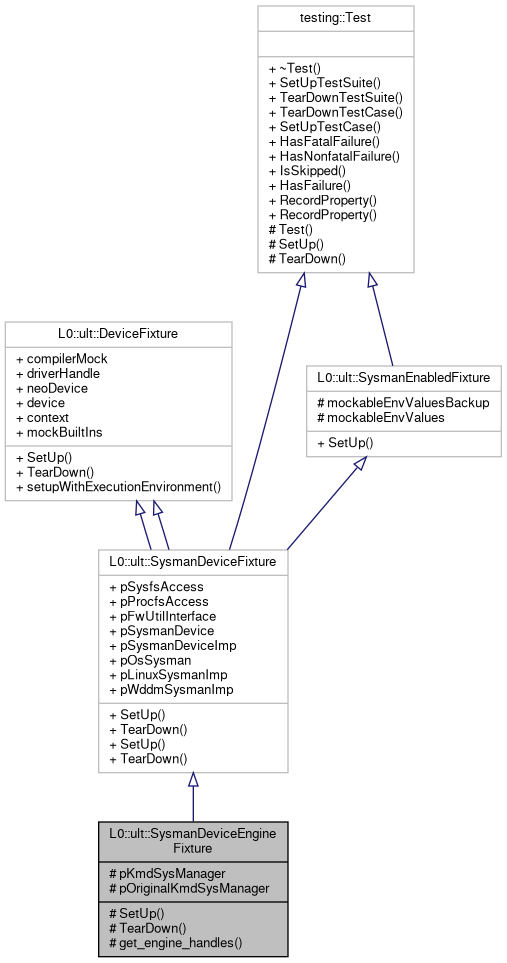 testing::Test
+ ~Test()
+ SetUpTestSuite()
+ TearDownTestSuite()
+ TearDownTestCase()
+ SetUpTestCase()
+ HasFatalFailure()
+ HasNonfatalFailure()
+ IsSkipped()
+ HasFailure()
+ RecordProperty()
+ RecordProperty()
# Test()
# SetUp()
# TearDown()
L0::ult::DeviceFixture
+ compilerMock
+ driverHandle
+ neoDevice
+ device
+ context
+ mockBuiltIns
+ SetUp()
+ TearDown()
+ setupWithExecutionEnvironment()
L0::ult::SysmanEnabledFixture
# mockableEnvValuesBackup
# mockableEnvValues
+ SetUp()
L0::ult::SysmanDeviceFixture
+ pSysfsAccess
+ pProcfsAccess
+ pFwUtilInterface
+ pSysmanDevice
+ pSysmanDeviceImp
+ pOsSysman
+ pLinuxSysmanImp
+ pWddmSysmanImp
+ SetUp()
+ TearDown()
+ SetUp()
+ TearDown()
L0::ult::SysmanDeviceEngine
Fixture
# pKmdSysManager
# pOriginalKmdSysManager
# SetUp()
# TearDown()
# get_engine_handles()